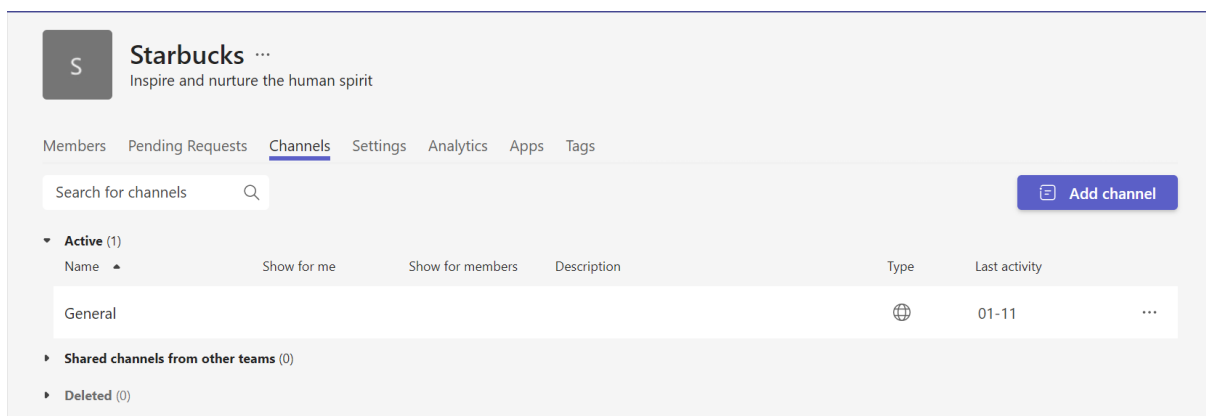 S
Starbucks ...
Inspire and nurture the human spirit
Members Pending Requests Channels Settings Analytics Apps Tags
Search for channels
Add channel
Active (1)
Name Show for me Show for members Description Type Last activity
General 01-11 ...
Shared channels from other teams (0)
Deleted (0)